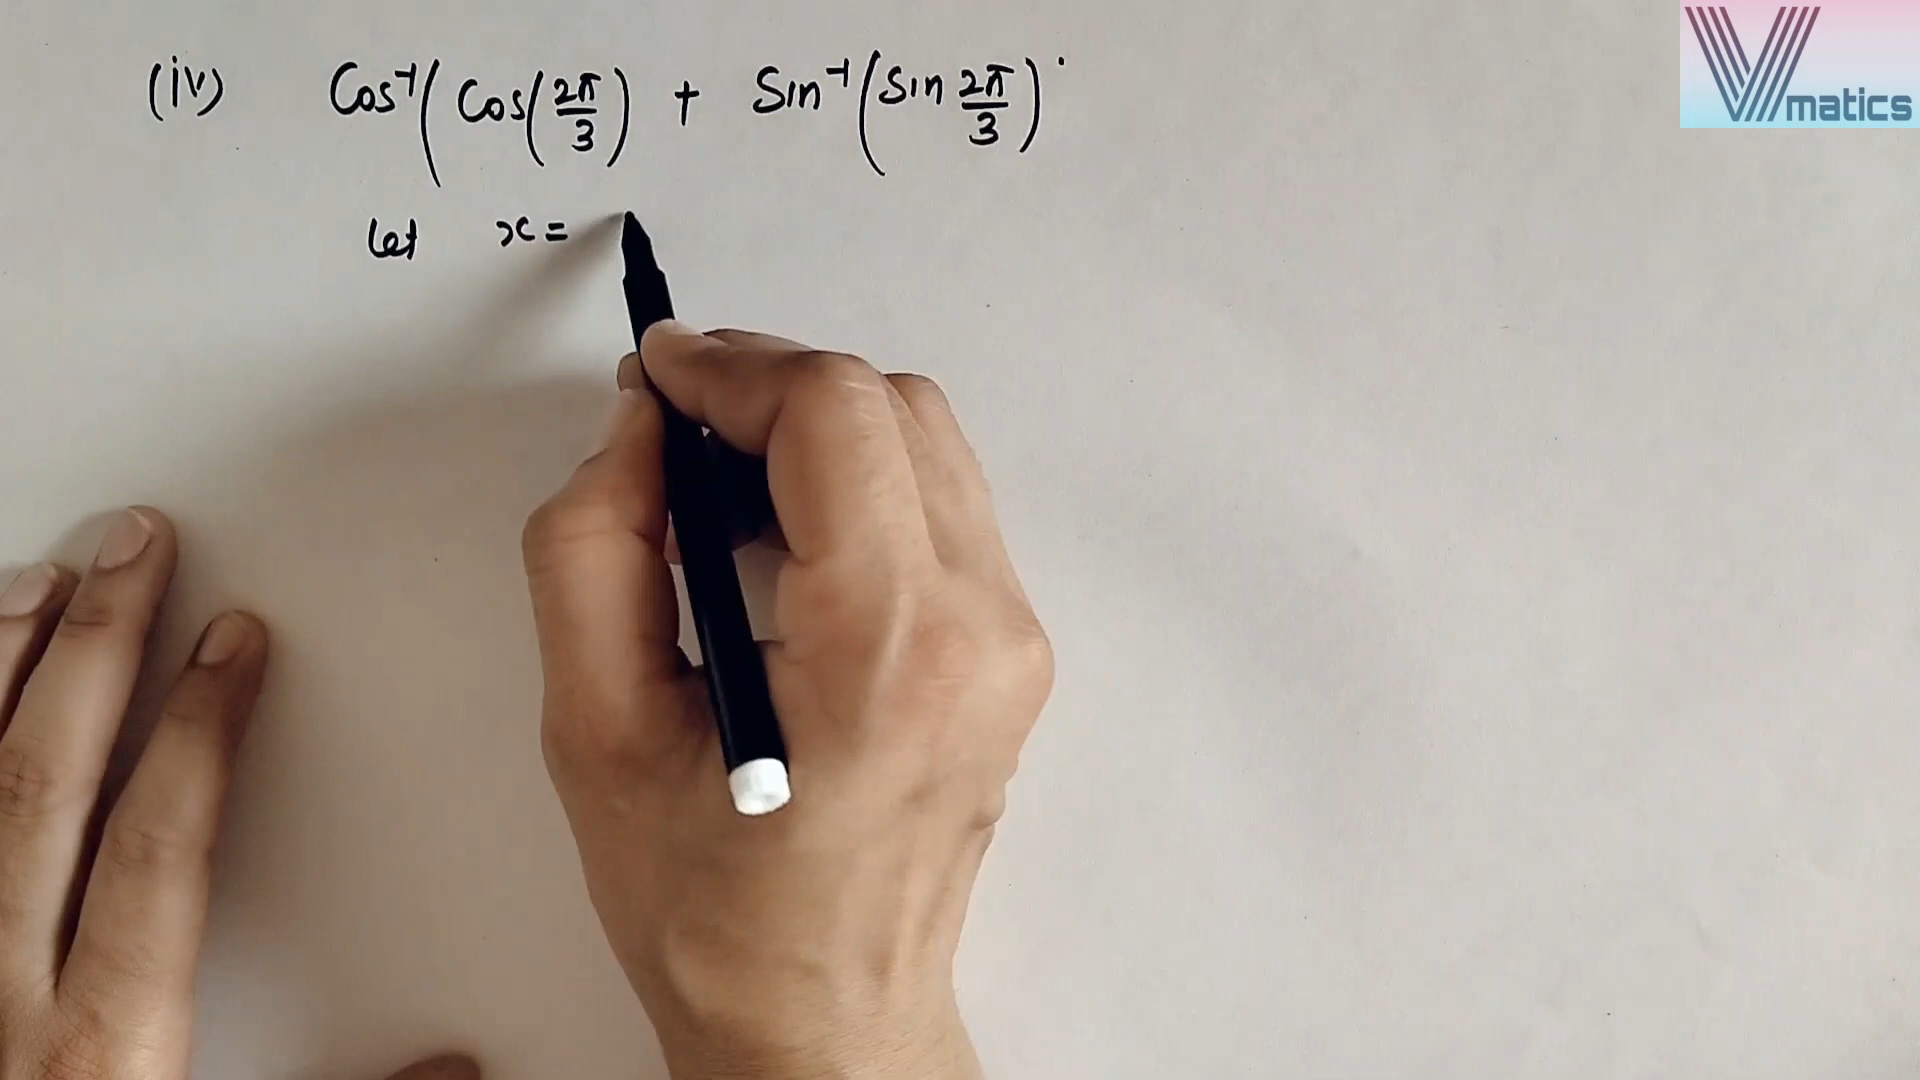 (iv) Cos⁻¹(Cos(2π/3) + Sin⁻¹(Sin 2π/3)
Let x =
Vmatics